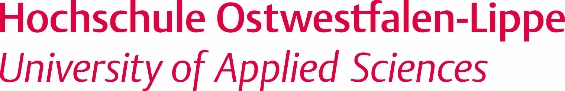 Hochschule Ostwestfalen-Lippe
University of Applied Sciences